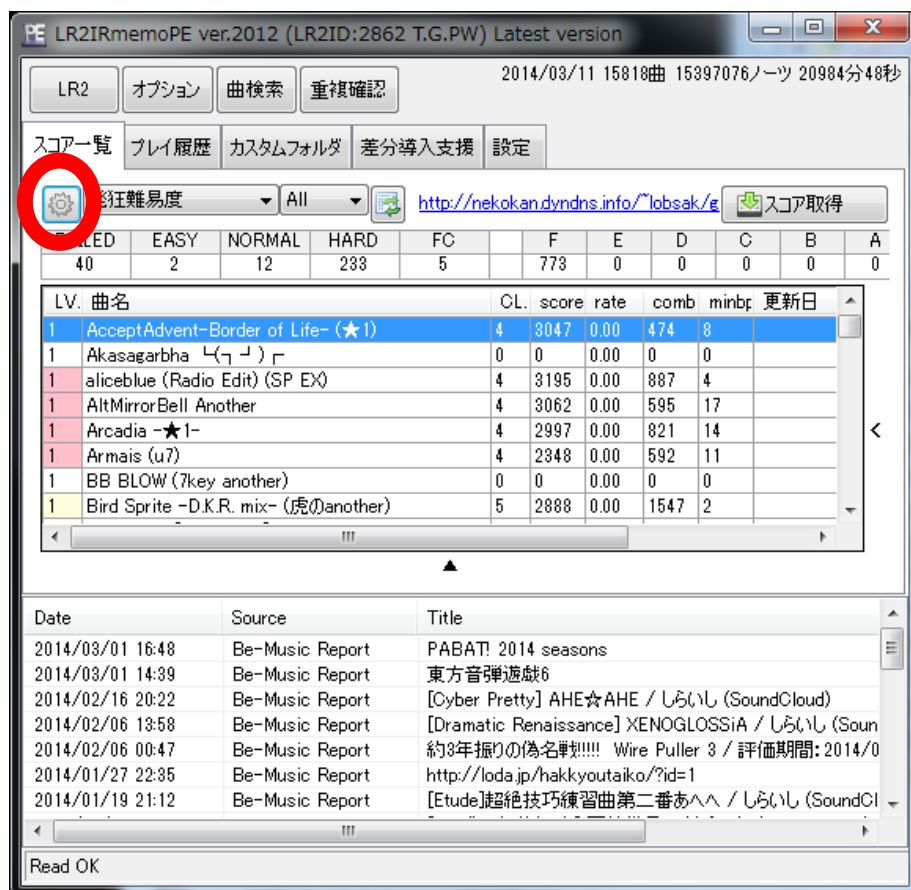 PE LR2IRmemoPE ver.2012 (LR2ID:2862 T.G.PW) Latest version
LR2 オプション 曲検索 重複確認 2014/03/11 15818曲 15397076ノーツ 20984分48秒
スコア一覧 プレイ履歴 カスタムフォルダ 差分導入支援 設定
狂難易度 All http://nekokan.dyndns.info/~lobsak/g スコア取得
LED EASY NORMAL HARD FC F E D C B A
40 2 12 233 5 773 0 0 0 0 0
LV. 曲名 CL. score rate comb minbp 更新日
1 AcceptAdvent-Border of Life- (★1) 4 3047 0.00 474 8
1 Akasagarbha ┗(┐┘)┌ 0 0 0.00 0 0
1 aliceblue (Radio Edit) (SP EX) 4 3195 0.00 887 4
1 AltMirrorBell Another 4 3062 0.00 595 17
1 Arcadia -★1- 4 2997 0.00 821 14
1 Armais (u7) 4 2348 0.00 592 11
1 BB BLOW (7key another) 0 0 0.00 0 0
1 Bird Sprite -D.K.R. mix- (虎のanother) 5 2888 0.00 1547 2
Date Source Title
2014/03/01 16:48 Be-Music Report PABAT! 2014 seasons
2014/03/01 14:39 Be-Music Report 東方音弾遊戯6
2014/02/16 20:22 Be-Music Report [Cyber Pretty] AHE☆AHE / しらいし (SoundCloud)
2014/02/06 13:58 Be-Music Report [Dramatic Renaissance] XENOGLOSSiA / しらいし (Soun
2014/02/06 00:47 Be-Music Report 約3年振りの偽名戦!!!!! Wire Puller 3 / 評価期間: 2014/0
2014/01/27 22:35 Be-Music Report http://loda.jp/hakkyoutaiko/?id=1
2014/01/19 21:12 Be-Music Report [Etude]超絶技巧練習曲第二番あへへ / しらいし (SoundCl
Read OK